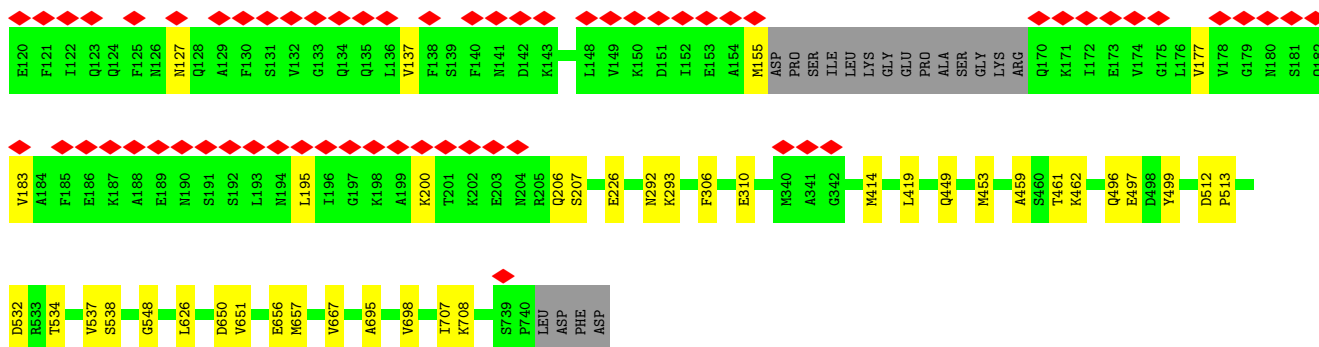 E120 F121 I122 Q123 Q124 F125 N126 N127 Q128 A129 F130 S131 V132 G133 Q134 Q135 L136 V137 F138 S139 F140 N141 D142 K143 L148 V149 K150 D151 I152 E153 A154 M155 ASP PRO SER ILE LEU LYS GLY GLU PRO ALA SER GLY LYS ARG Q170 K171 I172 E173 V174 G175 L176 V177 V178 G179 N180 S181 Q182
V183 A184 F185 E186 K187 A188 E189 N190 S191 S192 L193 N194 L195 I196 G197 K198 A199 K200 T201 K202 E203 N204 R205 Q206 S207 E226 N292 K293 F306 E310 M340 A341 G342 M414 L419 Q449 M453 A459 S460 T461 K462 Q496 E497 D498 Y499 D512 P513
D532 R533 T534 V537 S538 G548 L626 D650 V651 E656 M657 V667 A695 V698 I707 K708 S739 P740 LEU ASP PHE ASP